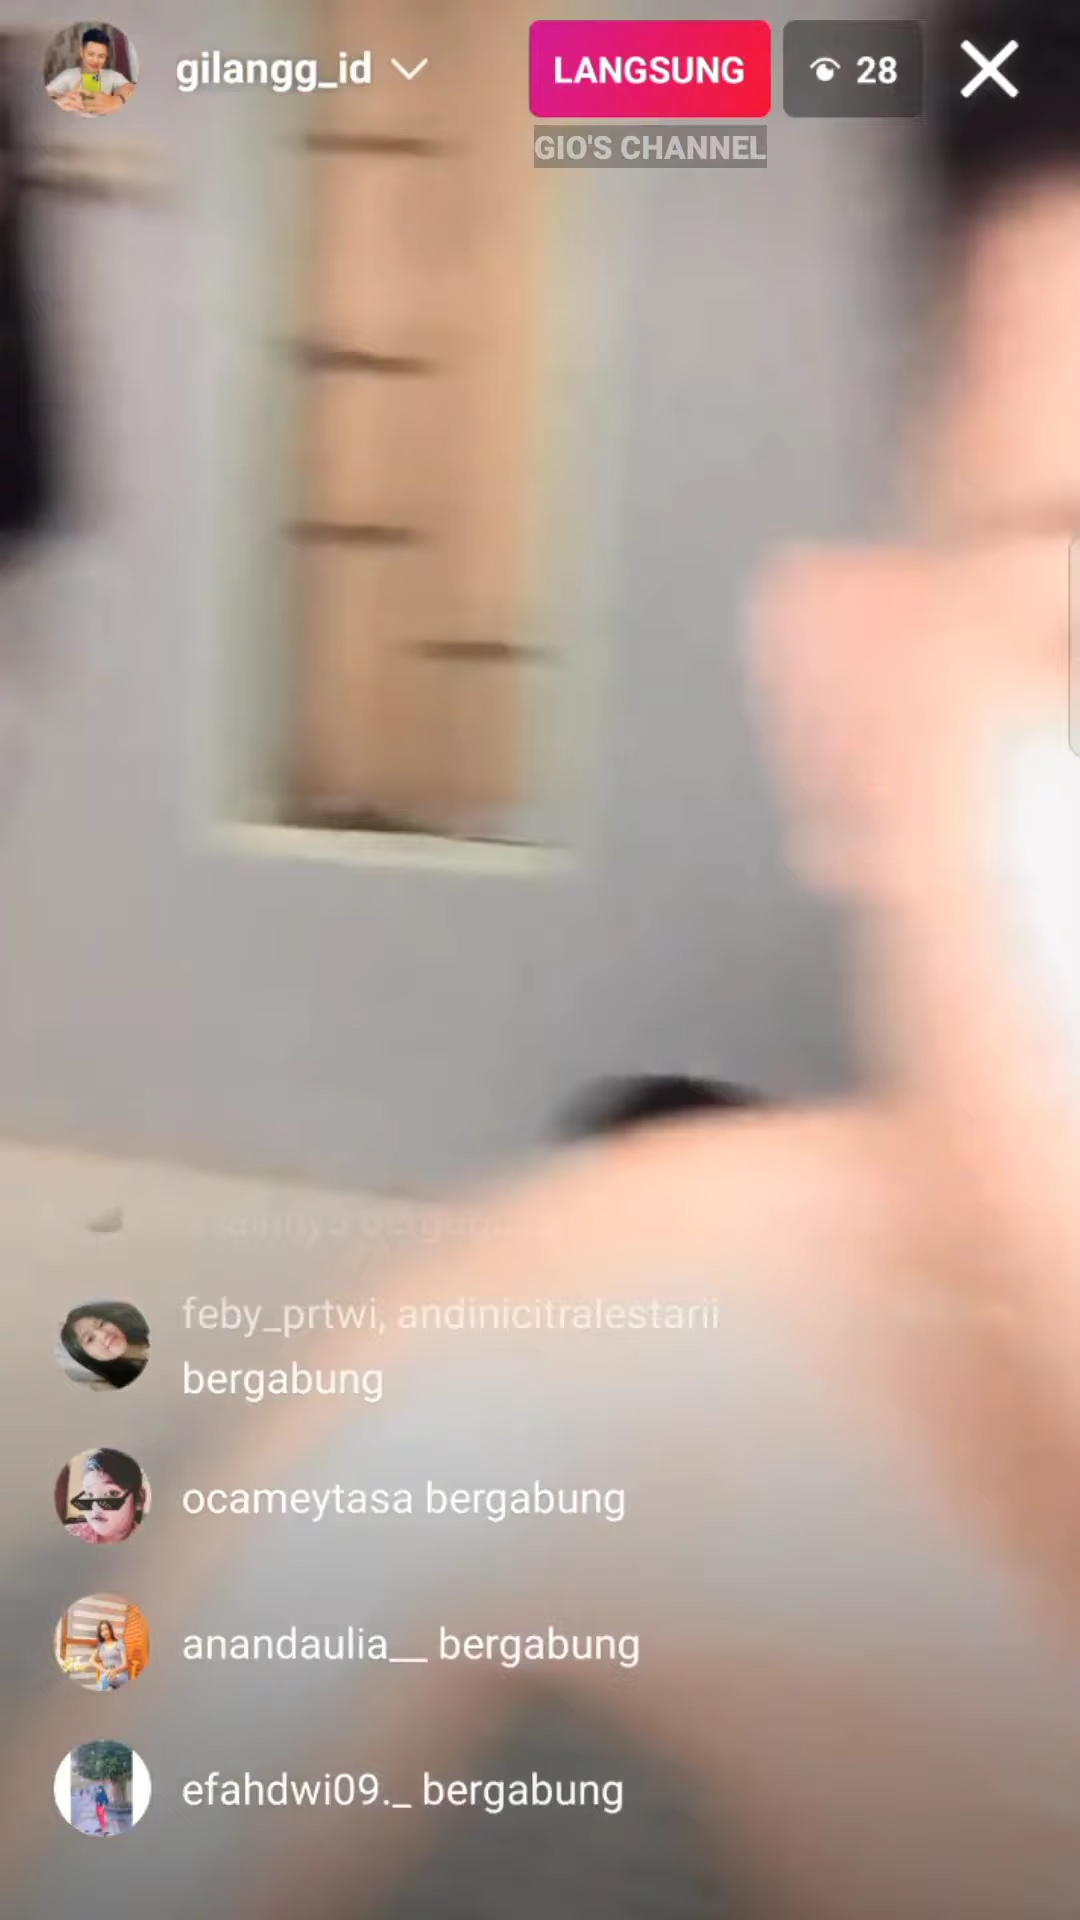 gilangg_id
LANGSUNG
28
GIO'S CHANNEL
feby_prtwi, andinicitralestarii
bergabung
ocameytasa bergabung
anandaulia__ bergabung
efahdwi09._ bergabung